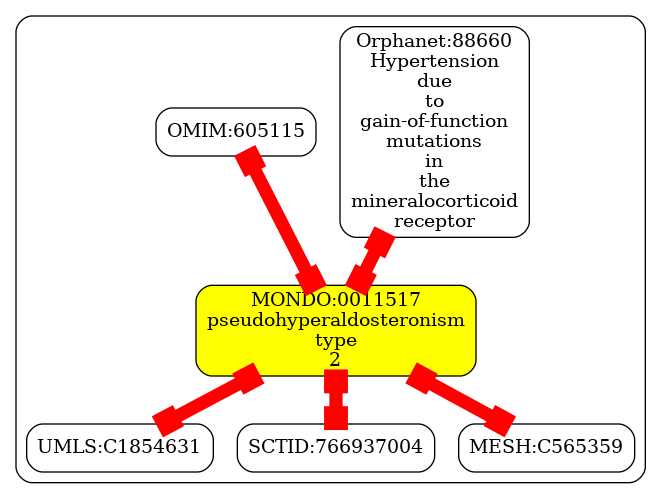 Orphanet:88660
Hypertension
due
to
gain-of-function
mutations
in
the
mineralocorticoid
receptor
OMIM:605115
MONDO:0011517
pseudohyperaldosteronism
type
2
UMLS:C1854631
SCTID:766937004
MESH:C565359